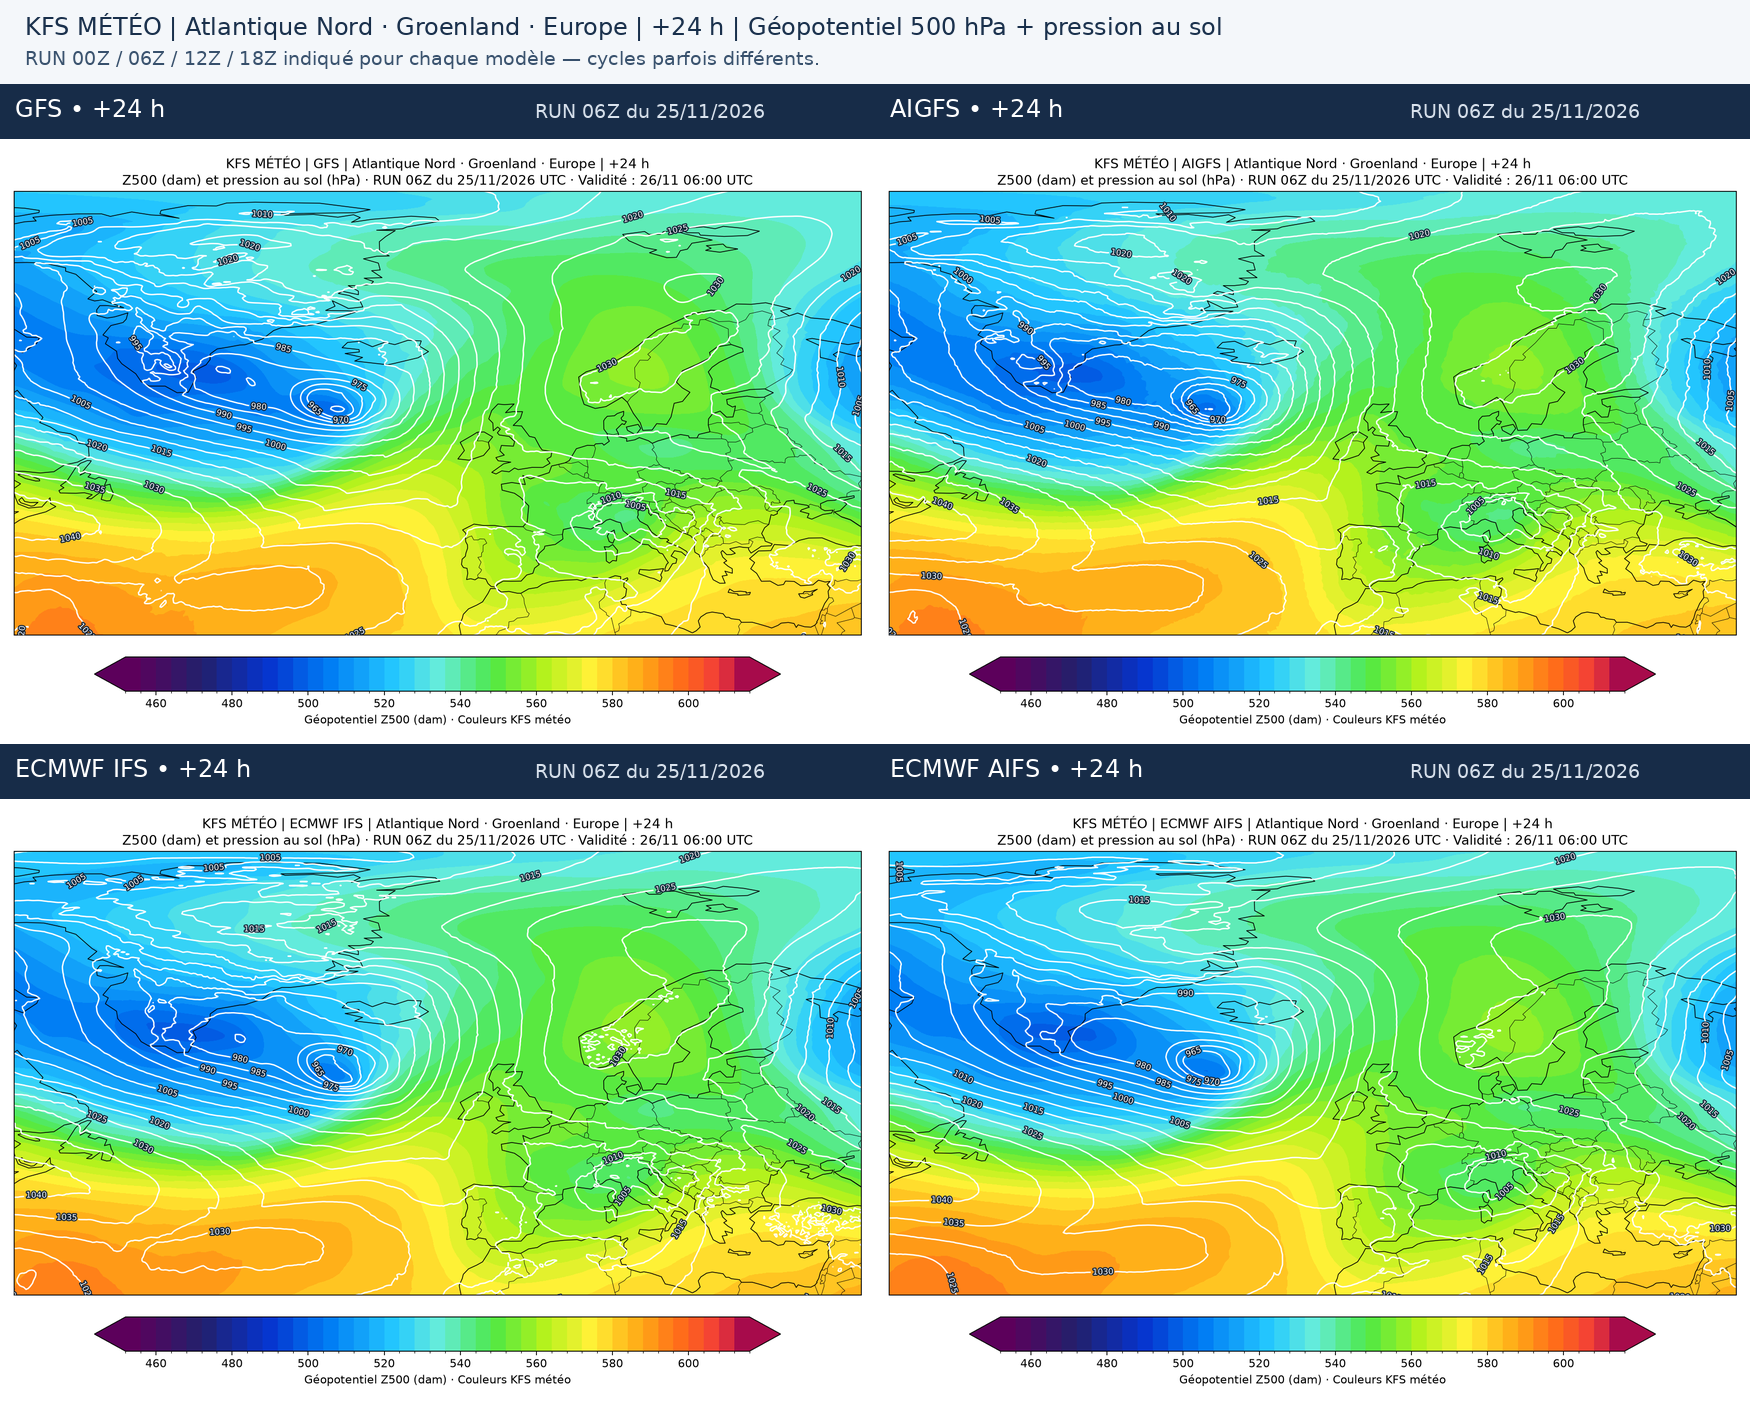 KFS MÉTÉO | Atlantique Nord · Groenland · Europe | +24 h | Géopotentiel 500 hPa + pression au sol
RUN 00Z / 06Z / 12Z / 18Z indiqué pour chaque modèle — cycles parfois différents.
GFS • +24 h
RUN 06Z du 25/11/2026
AIGFS • +24 h
RUN 06Z du 25/11/2026
KFS MÉTÉO | GFS | Atlantique Nord · Groenland · Europe | +24 h
Z500 (dam) et pression au sol (hPa) · RUN 06Z du 25/11/2026 UTC · Validité : 26/11 06:00 UTC
KFS MÉTÉO | AIGFS | Atlantique Nord · Groenland · Europe | +24 h
Z500 (dam) et pression au sol (hPa) · RUN 06Z du 25/11/2026 UTC · Validité : 26/11 06:00 UTC
460 480 500 520 540 560 580 600
Géopotentiel Z500 (dam) · Couleurs KFS météo
460 480 500 520 540 560 580 600
Géopotentiel Z500 (dam) · Couleurs KFS météo
ECMWF IFS • +24 h
RUN 06Z du 25/11/2026
ECMWF AIFS • +24 h
RUN 06Z du 25/11/2026
KFS MÉTÉO | ECMWF IFS | Atlantique Nord · Groenland · Europe | +24 h
Z500 (dam) et pression au sol (hPa) · RUN 06Z du 25/11/2026 UTC · Validité : 26/11 06:00 UTC
KFS MÉTÉO | ECMWF AIFS | Atlantique Nord · Groenland · Europe | +24 h
Z500 (dam) et pression au sol (hPa) · RUN 06Z du 25/11/2026 UTC · Validité : 26/11 06:00 UTC
460 480 500 520 540 560 580 600
Géopotentiel Z500 (dam) · Couleurs KFS météo
460 480 500 520 540 560 580 600
Géopotentiel Z500 (dam) · Couleurs KFS météo